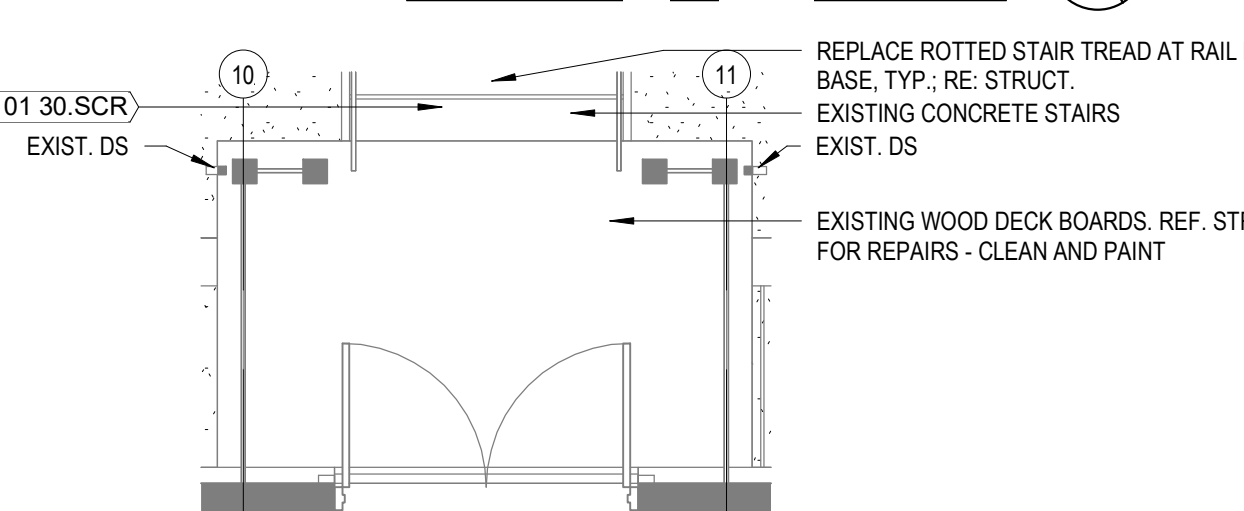 10
11
REPLACE ROTTED STAIR TREAD AT RAIL
BASE, TYP.; RE: STRUCT.
01 30.SCR
EXISTING CONCRETE STAIRS
EXIST. DS
EXIST. DS
EXISTING WOOD DECK BOARDS. REF.
FOR REPAIRS - CLEAN AND PAINT